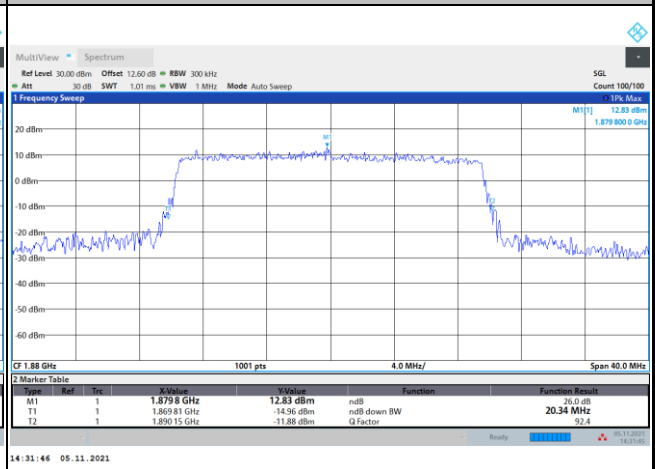 MultiView Spectrum
Ref Level 30.00 dBm Offset 12.60 dB RBW 300 kHz SGL
Att 30 dB SWT 1.01 ms VBW 1 MHz Mode Auto Sweep Count 100/100
1 Frequency Sweep 1Pk Max
M1[1] 12.83 dBm
1.879 800 0 GHz
M1
20 dBm
10 dBm
0 dBm
-10 dBm
-20 dBm
-30 dBm
-40 dBm
-50 dBm
-60 dBm
CF 1.88 GHz 1001 pts 4.0 MHz/ Span 40.0 MHz
2 Marker Table
Type Ref Trc X-Value Y-Value Function Function Result
M1 1 1.879 8 GHz 12.83 dBm ndB 26.0 dB
T1 1 1.869 81 GHz -14.96 dBm ndB down BW 20.34 MHz
T2 1 1.890 15 GHz -11.88 dBm Q Factor 92.4
Ready 05.11.2021
14:31:45
14:31:46 05.11.2021